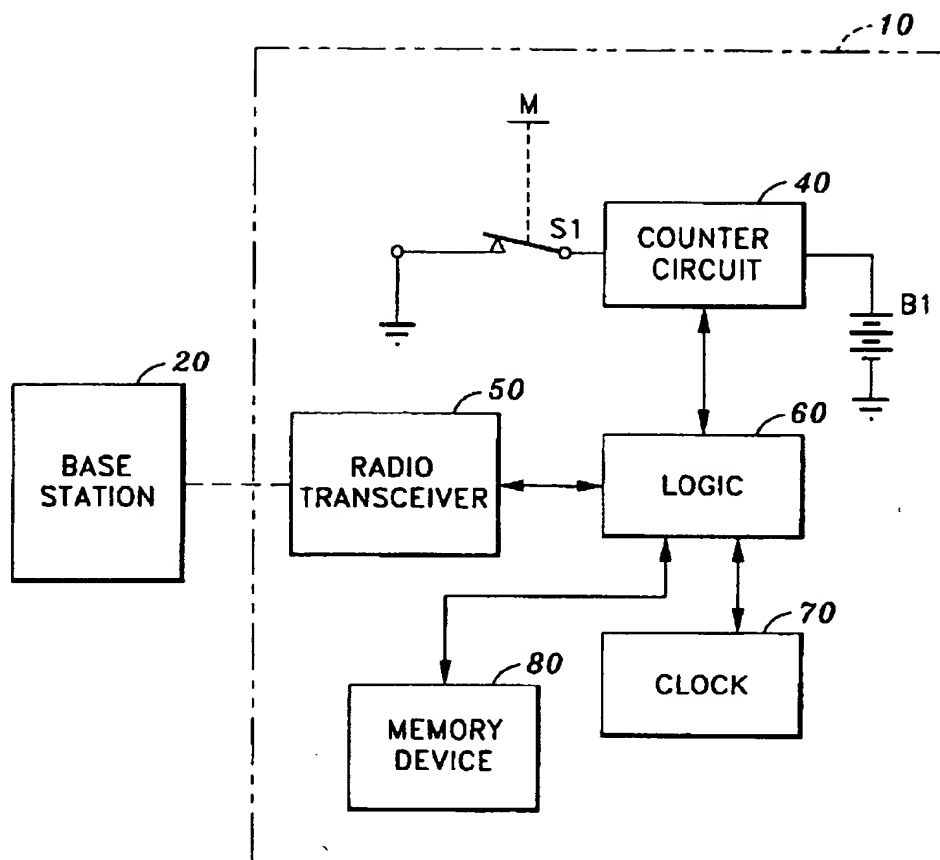 10
M
40
S1
COUNTER
CIRCUIT
B1
20
50
60
BASE
STATION
RADIO
TRANSCEIVER
LOGIC
70
80
CLOCK
MEMORY
DEVICE